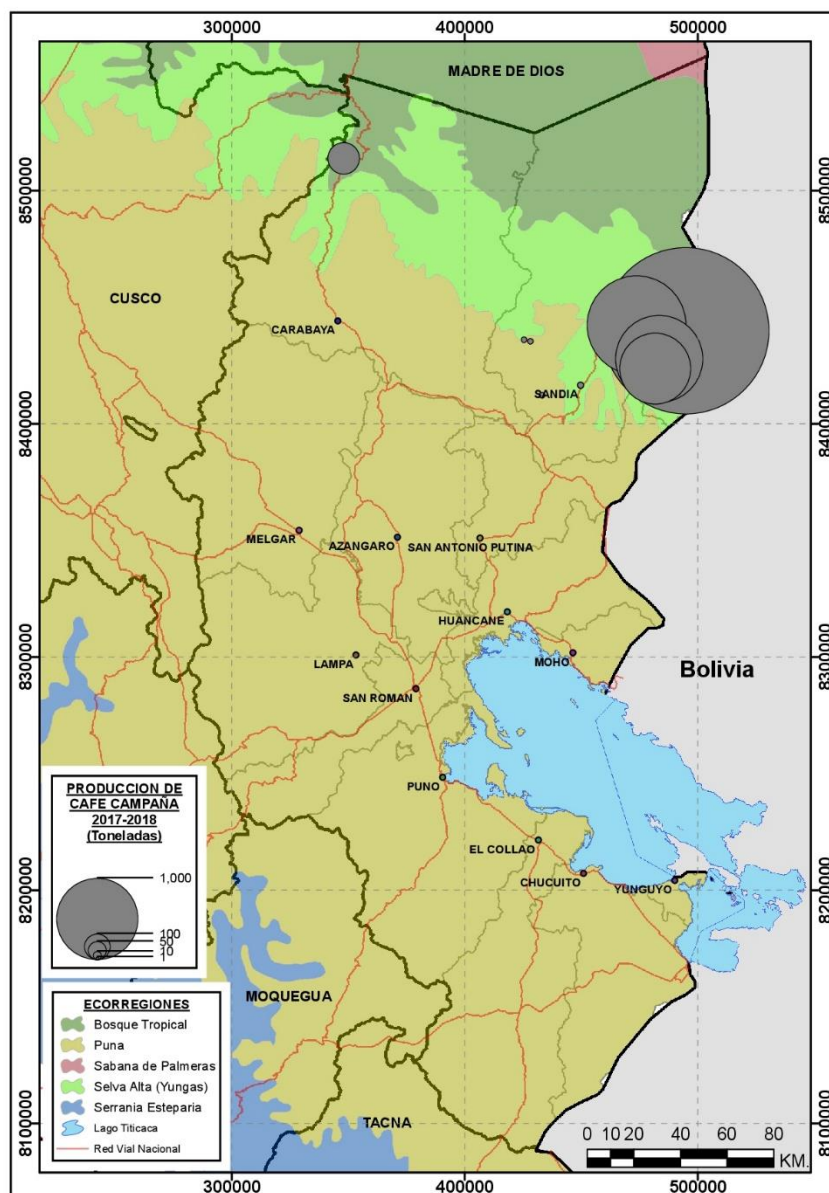 300000 400000 500000
MADRE DE DIOS
8500000 8500000
CUSCO
CARABAYA
SANDIA
8400000 8400000
MELGAR
AZANGARO
SAN ANTONIO PUTINA
HUANCANE
8300000 8300000
LAMPA
MOHO
Bolivia
SAN ROMAN
PUNO
PRODUCCION DE
CAFE CAMPAÑA
2017-2018
(Toneladas)
1,000
100
50
10
1
EL COLLAO
CHUCUITO
YUNGUYO
8200000 8200000
MOQUEGUA
ECORREGIONES
Bosque Tropical
Puna
Sabana de Palmeras
Selva Alta (Yungas)
Serrania Esteparia
Lago Titicaca
Red Vial Nacional
TACNA
8100000 8100000
0 10 20 40 60 80
KM.
300000 400000 500000